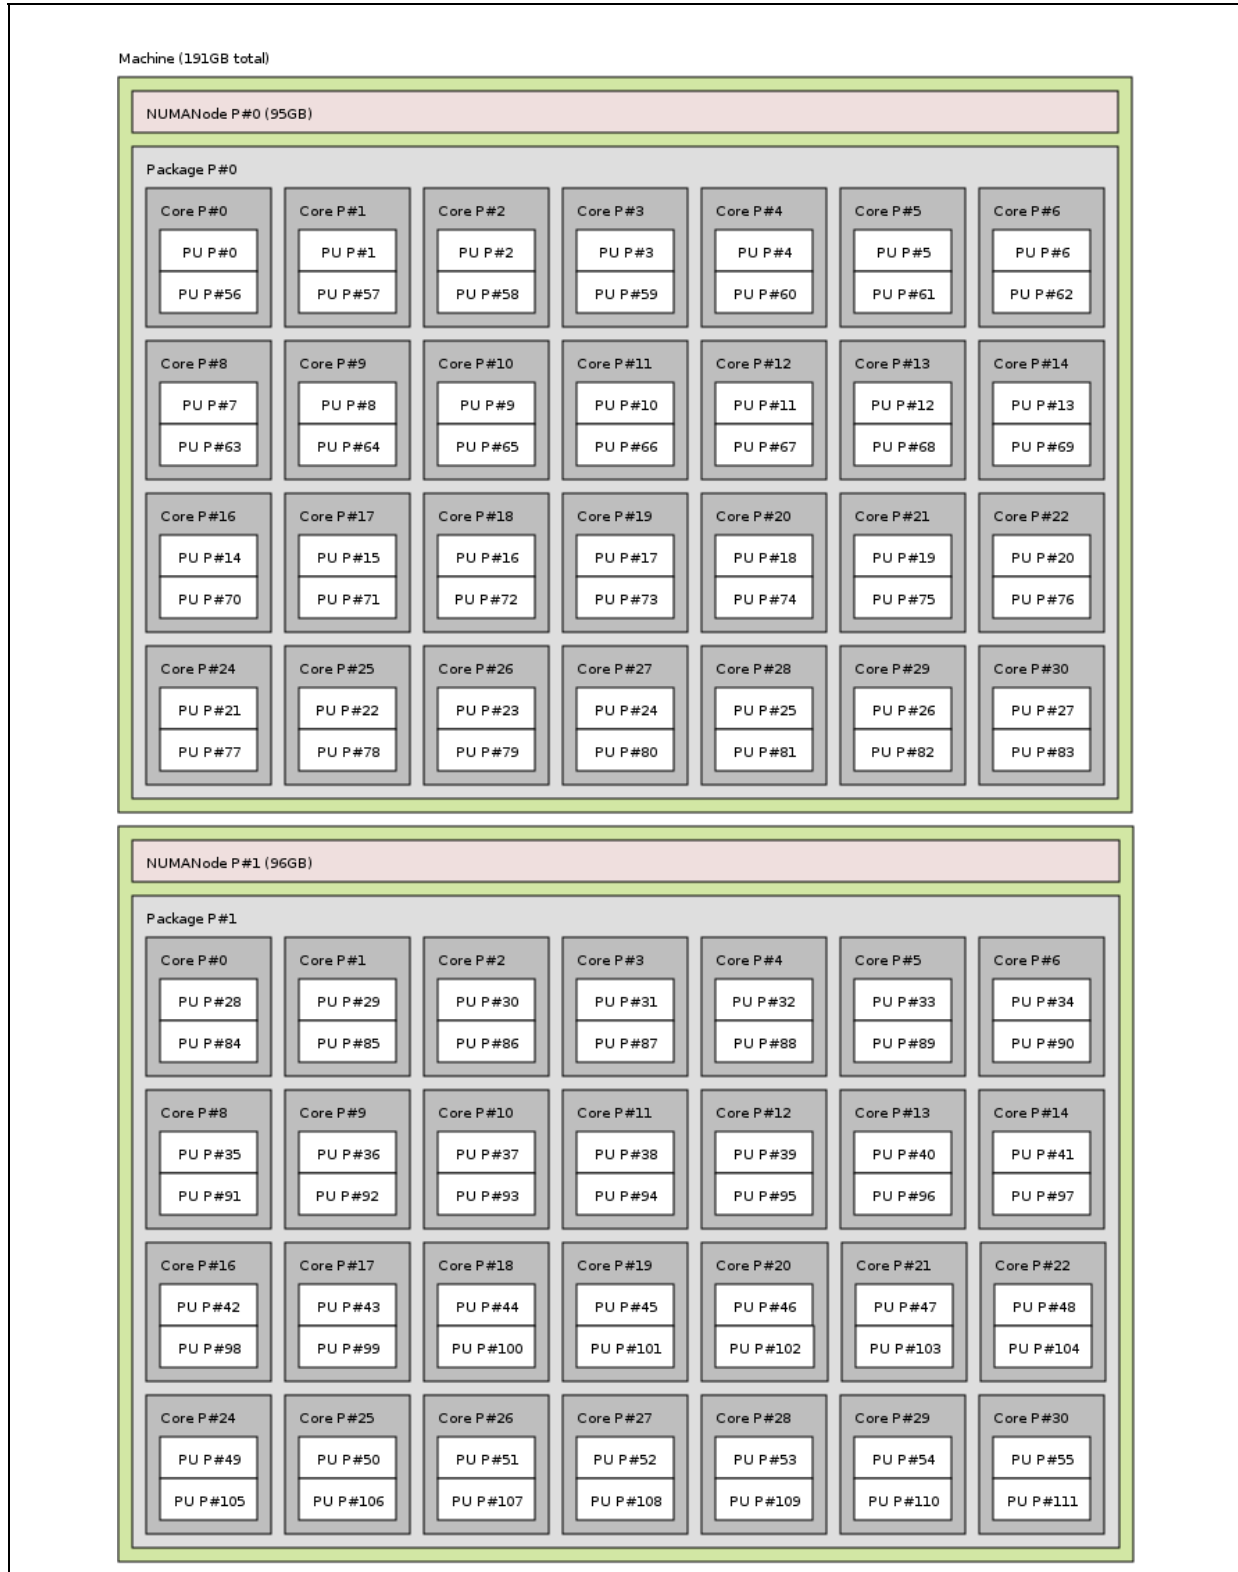 Machine (191GB total)
NUMANode P#0 (95GB)
Package P#0
Core P#0 Core P#1 Core P#2 Core P#3 Core P#4 Core P#5 Core P#6
PU P#0 PU P#1 PU P#2 PU P#3 PU P#4 PU P#5 PU P#6
PU P#56 PU P#57 PU P#58 PU P#59 PU P#60 PU P#61 PU P#62
Core P#8 Core P#9 Core P#10 Core P#11 Core P#12 Core P#13 Core P#14
PU P#7 PU P#8 PU P#9 PU P#10 PU P#11 PU P#12 PU P#13
PU P#63 PU P#64 PU P#65 PU P#66 PU P#67 PU P#68 PU P#69
Core P#16 Core P#17 Core P#18 Core P#19 Core P#20 Core P#21 Core P#22
PU P#14 PU P#15 PU P#16 PU P#17 PU P#18 PU P#19 PU P#20
PU P#70 PU P#71 PU P#72 PU P#73 PU P#74 PU P#75 PU P#76
Core P#24 Core P#25 Core P#26 Core P#27 Core P#28 Core P#29 Core P#30
PU P#21 PU P#22 PU P#23 PU P#24 PU P#25 PU P#26 PU P#27
PU P#77 PU P#78 PU P#79 PU P#80 PU P#81 PU P#82 PU P#83
NUMANode P#1 (96GB)
Package P#1
Core P#0 Core P#1 Core P#2 Core P#3 Core P#4 Core P#5 Core P#6
PU P#28 PU P#29 PU P#30 PU P#31 PU P#32 PU P#33 PU P#34
PU P#84 PU P#85 PU P#86 PU P#87 PU P#88 PU P#89 PU P#90
Core P#8 Core P#9 Core P#10 Core P#11 Core P#12 Core P#13 Core P#14
PU P#35 PU P#36 PU P#37 PU P#38 PU P#39 PU P#40 PU P#41
PU P#91 PU P#92 PU P#93 PU P#94 PU P#95 PU P#96 PU P#97
Core P#16 Core P#17 Core P#18 Core P#19 Core P#20 Core P#21 Core P#22
PU P#42 PU P#43 PU P#44 PU P#45 PU P#46 PU P#47 PU P#48
PU P#98 PU P#99 PU P#100 PU P#101 PU P#102 PU P#103 PU P#104
Core P#24 Core P#25 Core P#26 Core P#27 Core P#28 Core P#29 Core P#30
PU P#49 PU P#50 PU P#51 PU P#52 PU P#53 PU P#54 PU P#55
PU P#105 PU P#106 PU P#107 PU P#108 PU P#109 PU P#110 PU P#111